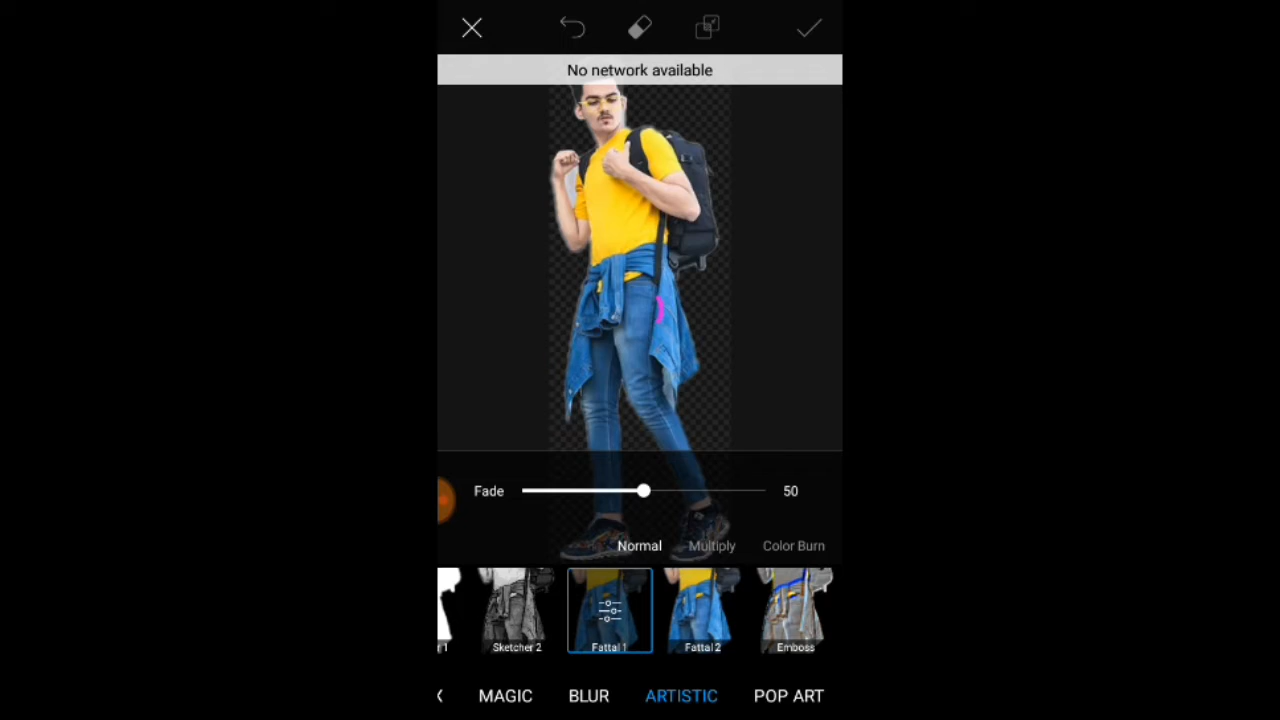 No network available
Fade 50
Normal Multiply Color Burn
r 1 Sketcher 2 Fattal 1 Fattal 2 Emboss
X MAGIC BLUR ARTISTIC POP ART